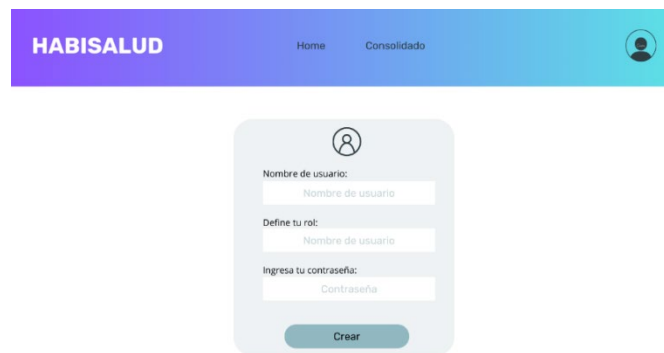 HABISALUD
Home
Consolidado
Nombre de usuario:
Nombre de usuario
Define tu rol:
Nombre de usuario
Ingresa tu contraseña:
Contraseña
Crear